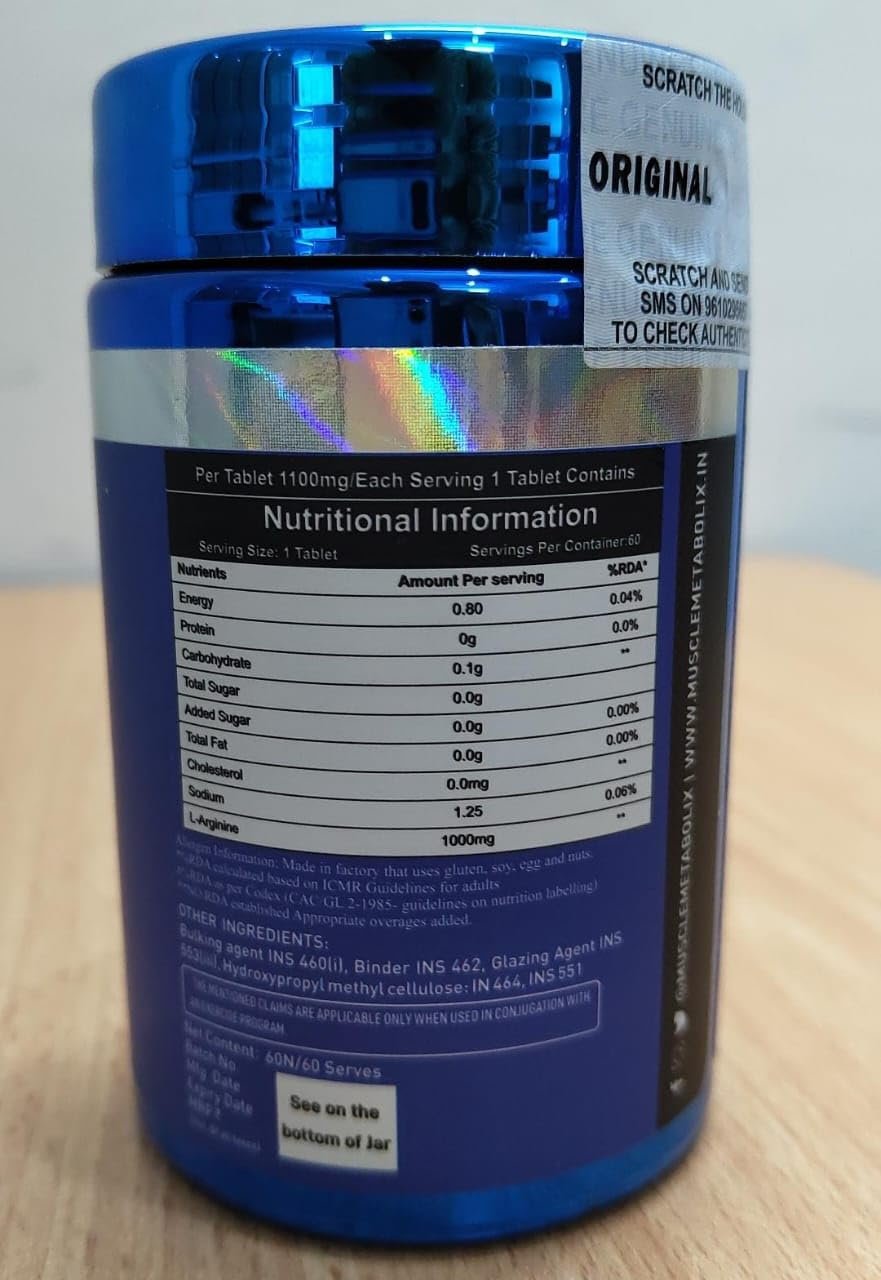 SCRATCH THE
ORIGINAL
SCRATCH AND
SMS ON
TO CHECK
Per Tablet 1100mg/Each Serving 1 Tablet Contains
Nutritional Information
Serving Size: 1 Tablet Servings Per Container:60
Nutrients Amount Per serving %RDA*
Energy 0.80 0.04%
Protein 0g 0.0%
Carbohydrate 0.1g **
Total Sugar 0.0g
Added Sugar 0.0g 0.00%
Total Fat 0.0g 0.00%
Cholesterol 0.0mg **
Sodium 1.25 0.06%
L-Arginine 1000mg **
Allergen Information: Made in factory that uses gluten, soy, egg and nuts.
RDA calculated based on ICMR Guidelines for adults
RDA as per Codex (CAC GL 2-1985- guidelines on nutrition labelling)
RDA established Appropriate overages added.
OTHER INGREDIENTS:
Bulking agent INS 460(i), Binder INS 462, Glazing Agent INS
Hydroxypropyl methyl cellulose: IN 464, INS 551
THE MENTIONED CLAIMS ARE APPLICABLE ONLY WHEN USED IN CONJUGATION WITH
AN EXERCISE PROGRAM
Net Content: 60N/60 Serves
Batch No
Mfg. Date
Expiry Date
MRP ₹
See on the
bottom of Jar
@MUSCLEMETABOLIX | WWW.MUSCLEMETABOLIX.IN